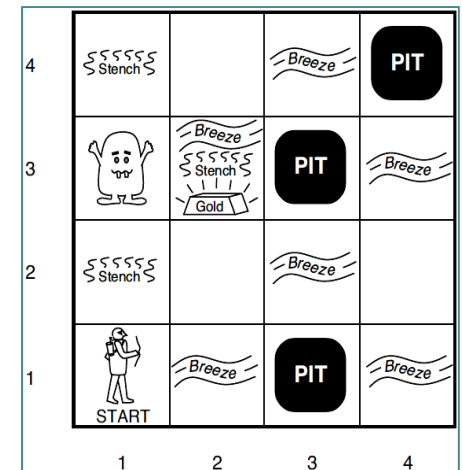 4
Stench
Breeze
PIT
3
Breeze
Stench
Gold
PIT
Breeze
2
Stench
Breeze
1
START
Breeze
PIT
Breeze
1 2 3 4